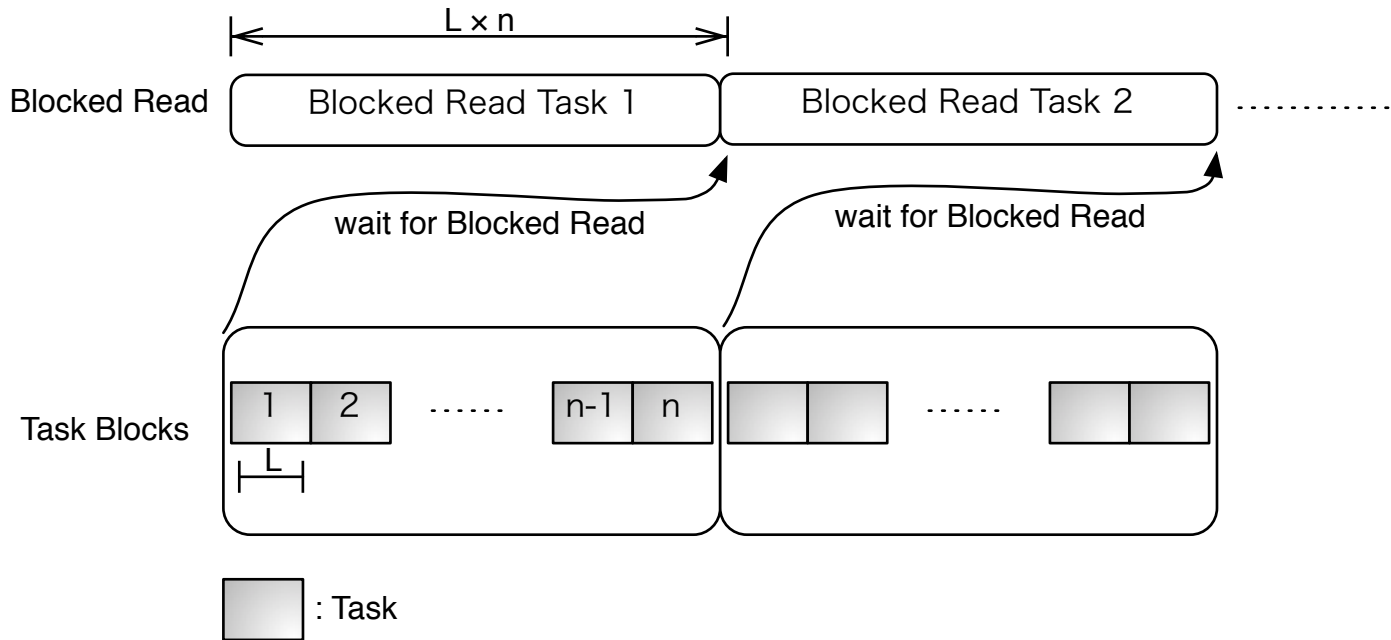 L × n
Blocked Read
Blocked Read Task 1
Blocked Read Task 2
wait for Blocked Read
wait for Blocked Read
Task Blocks
1
2
n-1
n
L
: Task